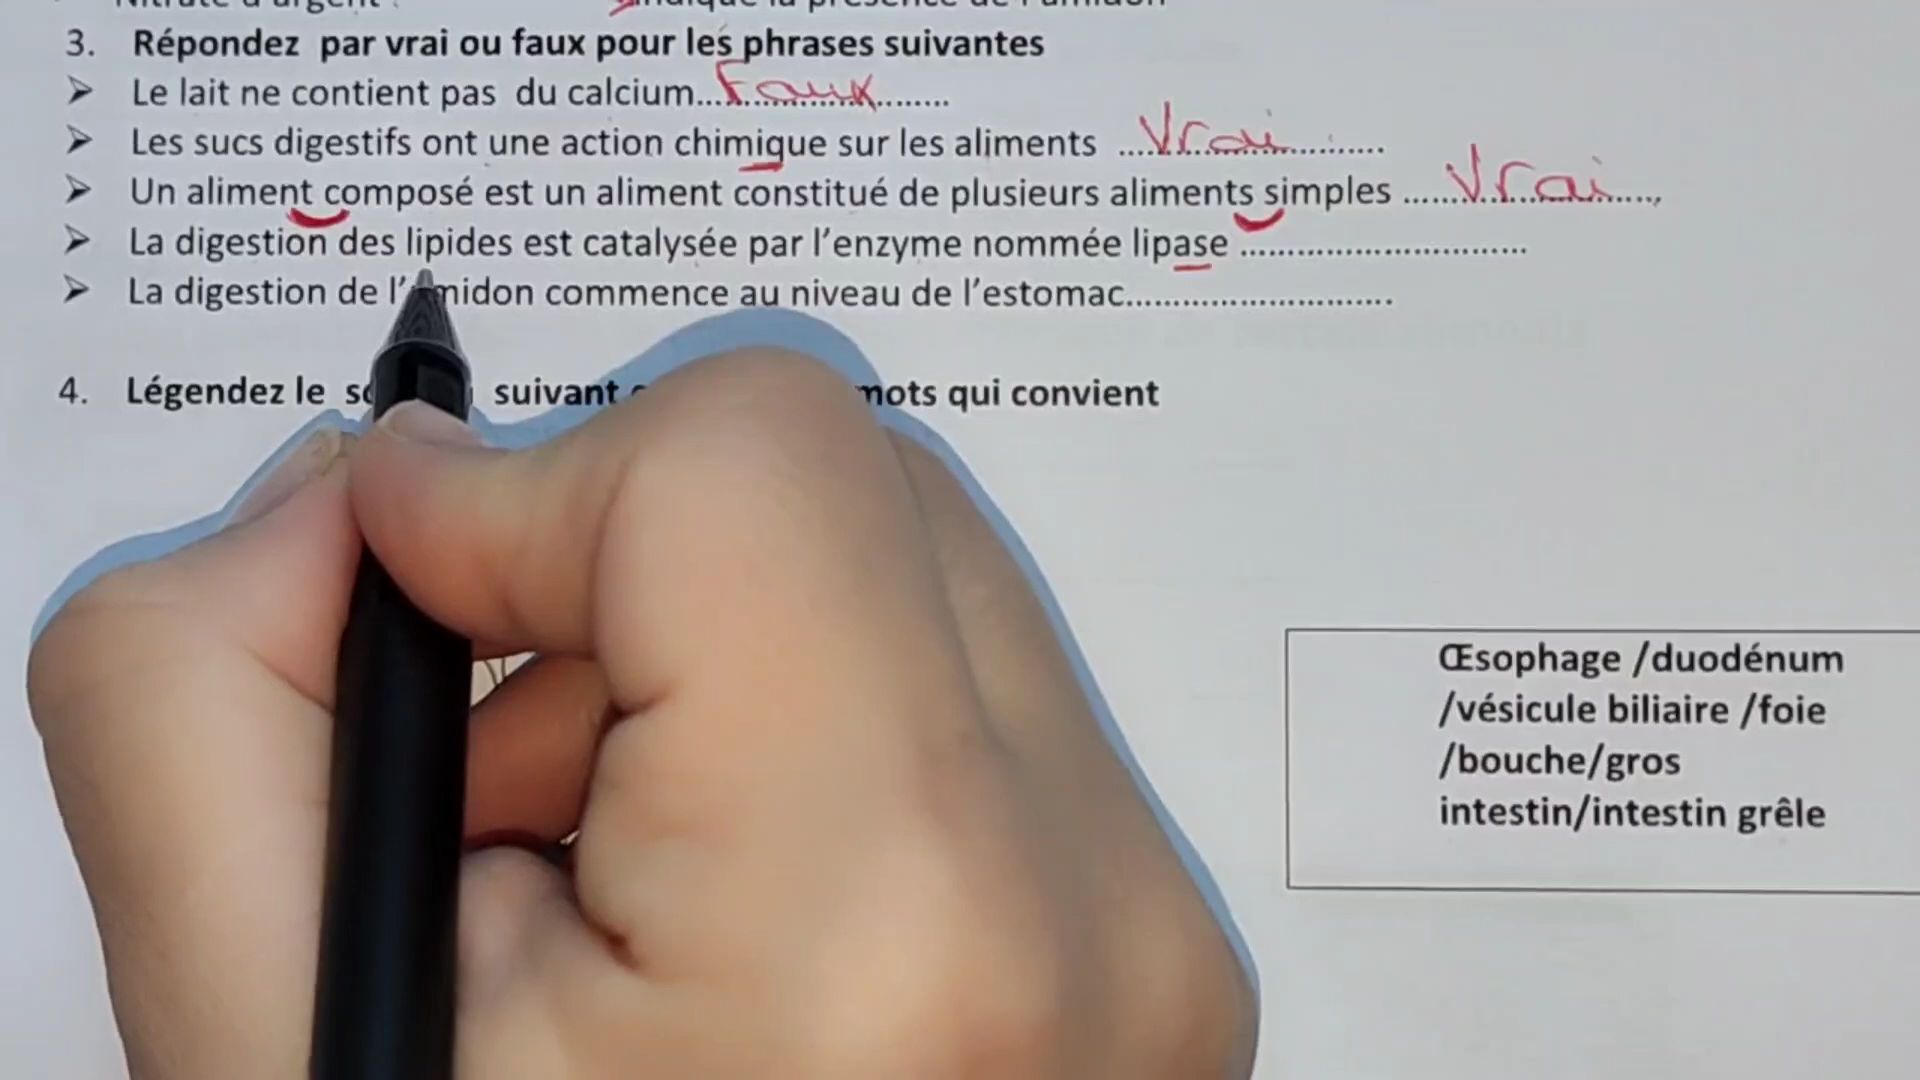 la présence de l'amidon
3. Répondez par vrai ou faux pour les phrases suivantes
➢ Le lait ne contient pas du calcium...Faux.........
➢ Les sucs digestifs ont une action chimique sur les aliments ....Vrai..........
➢ Un aliment composé est un aliment constitué de plusieurs aliments simples ......Vrai......,
➢ La digestion des lipides est catalysée par l'enzyme nommée lipase ..............................
➢ La digestion de l' midon commence au niveau de l'estomac............................
4. Légendez le suivant mots qui convient
Œsophage /duodénum
/vésicule biliaire /foie
/bouche/gros
intestin/intestin grêle